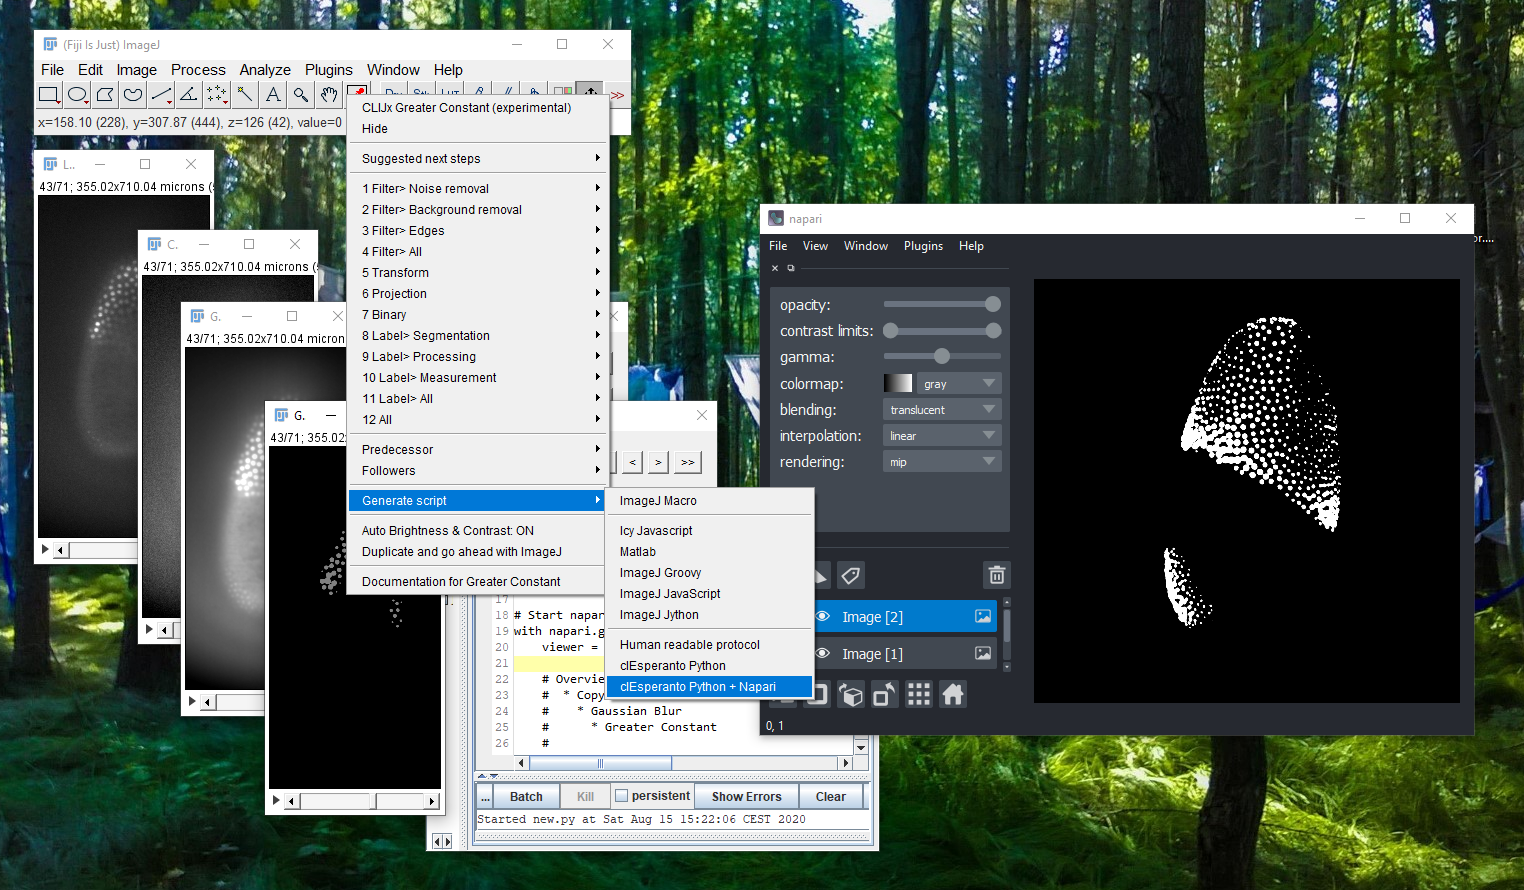 (Fiji Is Just) ImageJ
File Edit Image Process Analyze Plugins Window Help
>>
x=158.10 (228), y=307.87 (444), z=126 (42), value=0
L..
43/71; 355.02x710.04 microns (
C.
43/71; 355.02x710.04 microns (
G.
43/71; 355.02x710.04 micron
G.
43/71; 355.02x
CLIJx Greater Constant (experimental)
Hide
Suggested next steps
1 Filter> Noise removal
2 Filter> Background removal
3 Filter> Edges
4 Filter> All
5 Transform
6 Projection
7 Binary
8 Label> Segmentation
9 Label> Processing
10 Label> Measurement
11 Label> All
12 All
Predecessor
Followers
Generate script
Auto Brightness & Contrast: ON
Duplicate and go ahead with ImageJ
Documentation for Greater Constant
< > >>
ImageJ Macro
Icy Javascript
Matlab
ImageJ Groovy
ImageJ JavaScript
ImageJ Jython
Human readable protocol
clEsperanto Python
clEsperanto Python + Napari
17
18 # Start napar
19 with napari.g
20 viewer =
21
22 # Overvie
23 # * Copy
24 # * Gaussian Blur
25 # * Greater Constant
26 #
... Batch Kill persistent Show Errors Clear
Started new.py at Sat Aug 15 15:22:06 CEST 2020
napari
File View Window Plugins Help
opacity:
contrast limits:
gamma:
colormap: gray
blending: translucent
interpolation: linear
rendering: mip
Image [2]
Image [1]
0, 1
or....